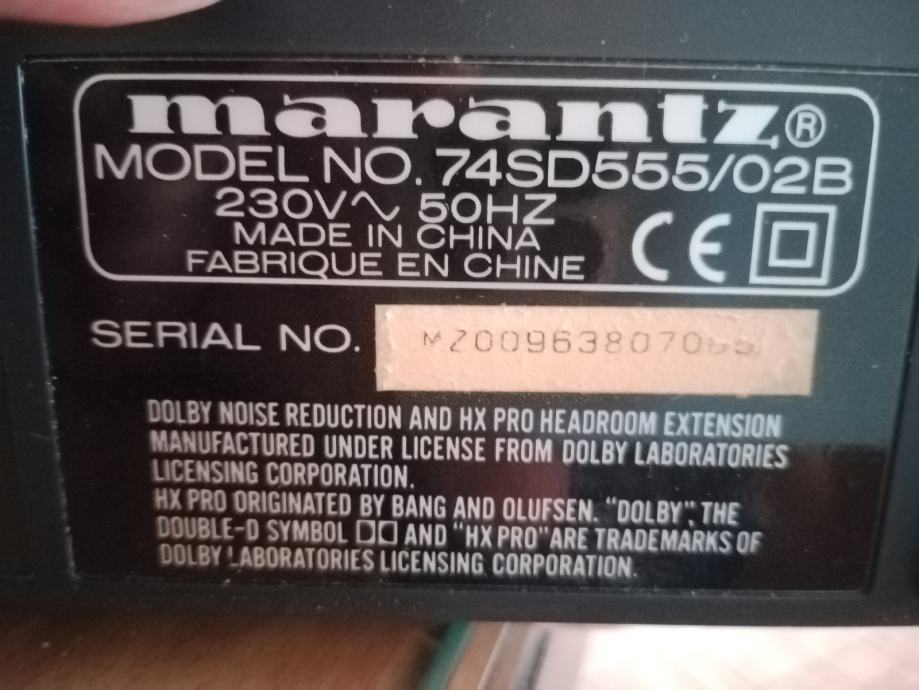 marantz®
MODEL NO. 74SD555/02B
230V~ 50HZ
MADE IN CHINA
FABRIQUE EN CHINE
CE
SERIAL NO.
DOLBY NOISE REDUCTION AND HX PRO HEADROOM EXTENSION
MANUFACTURED UNDER LICENSE FROM DOLBY LABORATORIES
LICENSING CORPORATION.
HX PRO ORIGINATED BY BANG AND OLUFSEN. "DOLBY", THE
DOUBLE-D SYMBOL AND "HX PRO" ARE TRADEMARKS OF
DOLBY LABORATORIES LICENSING CORPORATION.